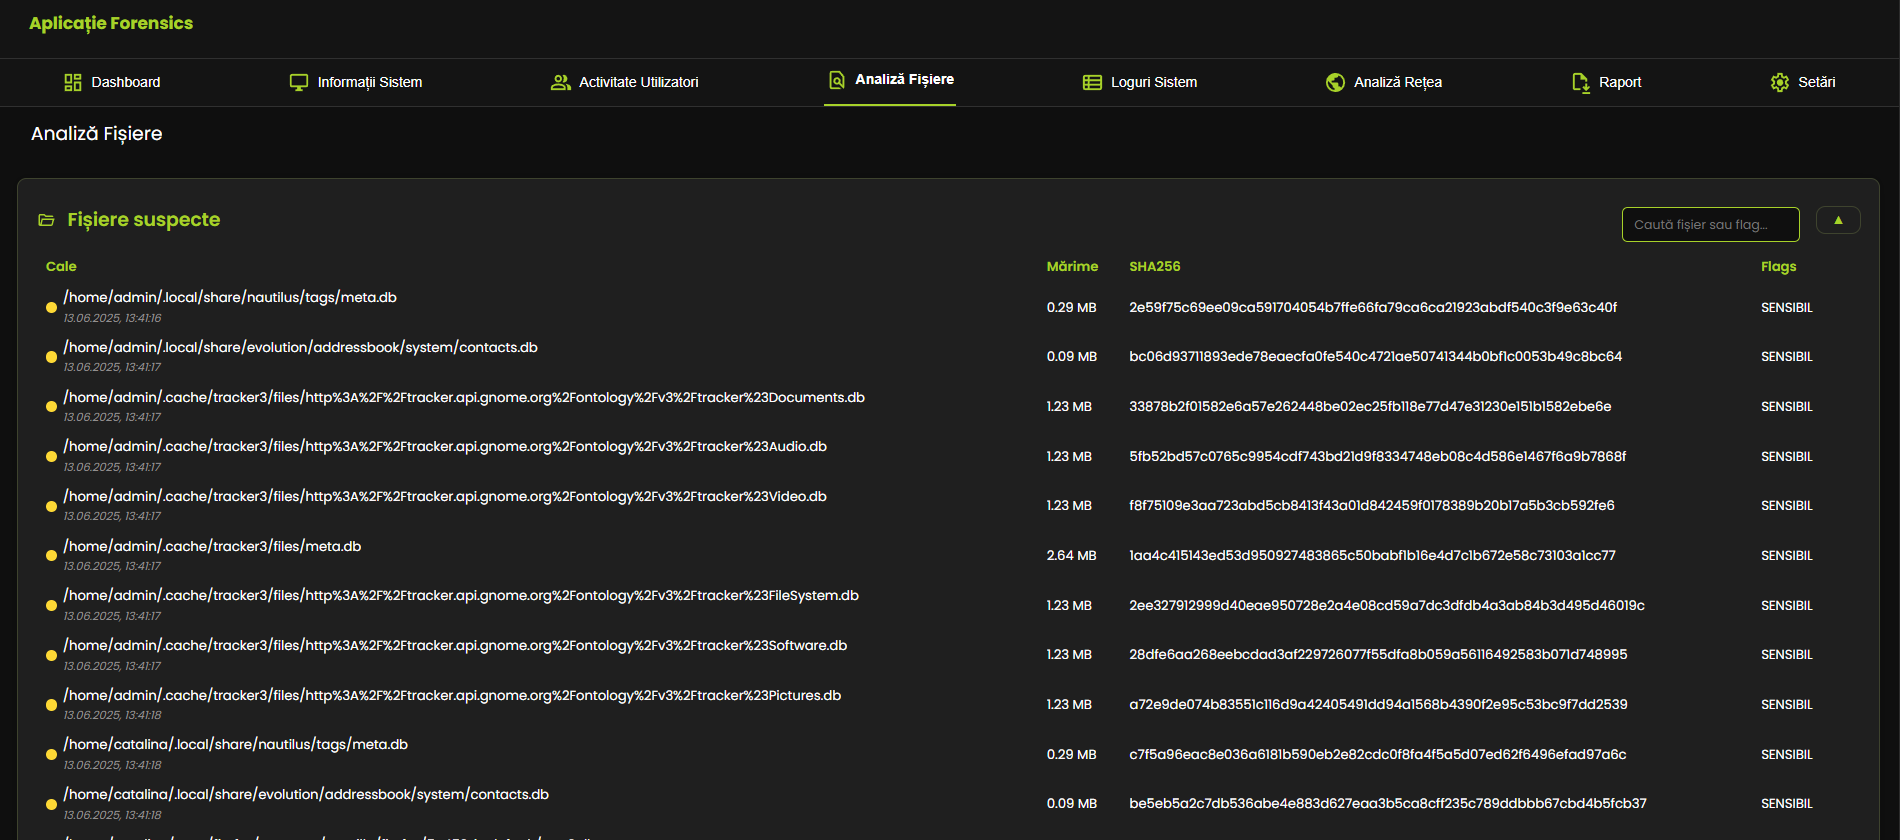 Aplicație Forensics
Dashboard
Informații Sistem
Activitate Utilizatori
Analiză Fișiere
Loguri Sistem
Analiză Rețea
Raport
Setări
Analiză Fișiere
Fișiere suspecte
Caută fișier sau flag...
▲
Cale Mărime SHA256 Flags
/home/admin/.local/share/nautilus/tags/meta.db
13.06.2025, 13:41:16
0.29 MB 2e59f75c69ee09ca591704054b7ffe66fa79ca6ca21923abdf540c3f9e63c40f SENSIBIL
/home/admin/.local/share/evolution/addressbook/system/contacts.db
13.06.2025, 13:41:17
0.09 MB bc06d93711893ede78eaecfa0fe540c4721ae50741344b0bf1c0053b49c8bc64 SENSIBIL
/home/admin/.cache/tracker3/files/http%3A%2F%2Ftracker.api.gnome.org%2Fontology%2Fv3%2Ftracker%23Documents.db
13.06.2025, 13:41:17
1.23 MB 33878b2f01582e6a57e262448be02ec25fb118e77d47e31230e151b1582ebe6e SENSIBIL
/home/admin/.cache/tracker3/files/http%3A%2F%2Ftracker.api.gnome.org%2Fontology%2Fv3%2Ftracker%23Audio.db
13.06.2025, 13:41:17
1.23 MB 5fb52bd57c0765c9954cdf743bd21d9f8334748eb08c4d586e1467f6a9b7868f SENSIBIL
/home/admin/.cache/tracker3/files/http%3A%2F%2Ftracker.api.gnome.org%2Fontology%2Fv3%2Ftracker%23Video.db
13.06.2025, 13:41:17
1.23 MB f8f75109e3aa723abd5cb8413f43a01d842459f0178389b20b17a5b3cb592fe6 SENSIBIL
/home/admin/.cache/tracker3/files/meta.db
13.06.2025, 13:41:17
2.64 MB 1aa4c415143ed53d950927483865c50babf1b16e4d7c1b672e58c73103a1cc77 SENSIBIL
/home/admin/.cache/tracker3/files/http%3A%2F%2Ftracker.api.gnome.org%2Fontology%2Fv3%2Ftracker%23FileSystem.db
13.06.2025, 13:41:17
1.23 MB 2ee327912999d40eae950728e2a4e08cd59a7dc3dfdb4a3ab84b3d495d46019c SENSIBIL
/home/admin/.cache/tracker3/files/http%3A%2F%2Ftracker.api.gnome.org%2Fontology%2Fv3%2Ftracker%23Software.db
13.06.2025, 13:41:17
1.23 MB 28dfe6aa268eebcdad3af229726077f55dfa8b059a56116492583b071d748995 SENSIBIL
/home/admin/.cache/tracker3/files/http%3A%2F%2Ftracker.api.gnome.org%2Fontology%2Fv3%2Ftracker%23Pictures.db
13.06.2025, 13:41:18
1.23 MB a72e9de074b83551c116d9a42405491dd94a1568b4390f2e95c53bc9f7dd2539 SENSIBIL
/home/catalina/.local/share/nautilus/tags/meta.db
13.06.2025, 13:41:18
0.29 MB c7f5a96eac8e036a6181b590eb2e82cdc0f8fa4f5a5d07ed62f6496efad97a6c SENSIBIL
/home/catalina/.local/share/evolution/addressbook/system/contacts.db
13.06.2025, 13:41:18
0.09 MB be5eb5a2c7db536abe4e883d627eaa3b5ca8cff235c789ddbbb67cbd4b5fcb37 SENSIBIL